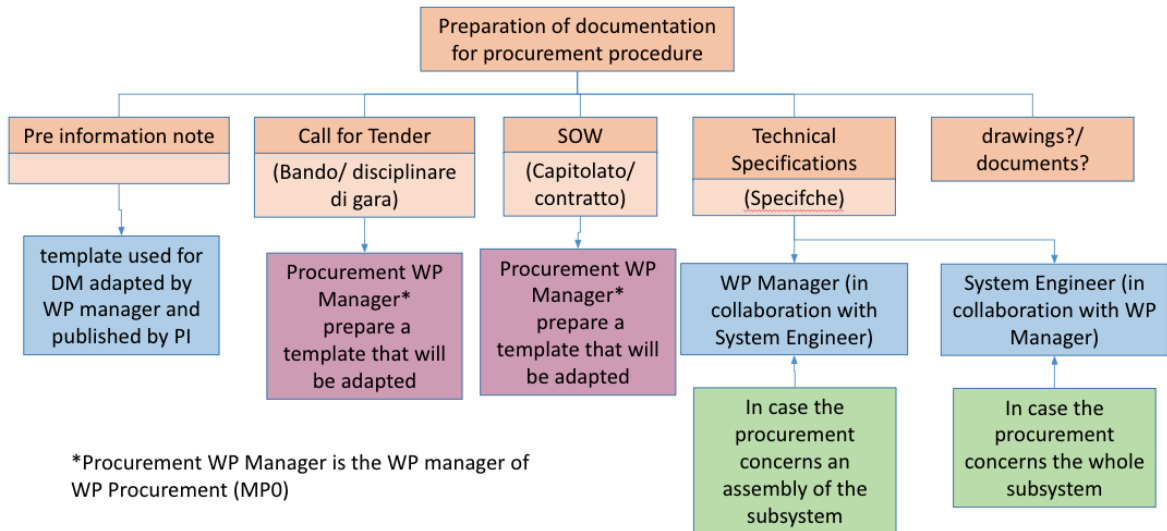 Preparation of documentation
for procurement procedure
Pre information note
Call for Tender
(Bando/ disciplinare
di gara)
SOW
(Capitolato/
contratto)
Technical
Specifications
(Specifche)
drawings?/
documents?
template used for
DM adapted by
WP manager and
published by PI
Procurement WP
Manager*
prepare a
template that will
be adapted
Procurement WP
Manager*
prepare a
template that will
be adapted
WP Manager (in
collaboration with
System Engineer)
System Engineer (in
collaboration with WP
Manager)
In case the
procurement
concerns an
assembly of the
subsystem
In case the
procurement
concerns the whole
subsystem
*Procurement WP Manager is the WP manager of
WP Procurement (MP0)